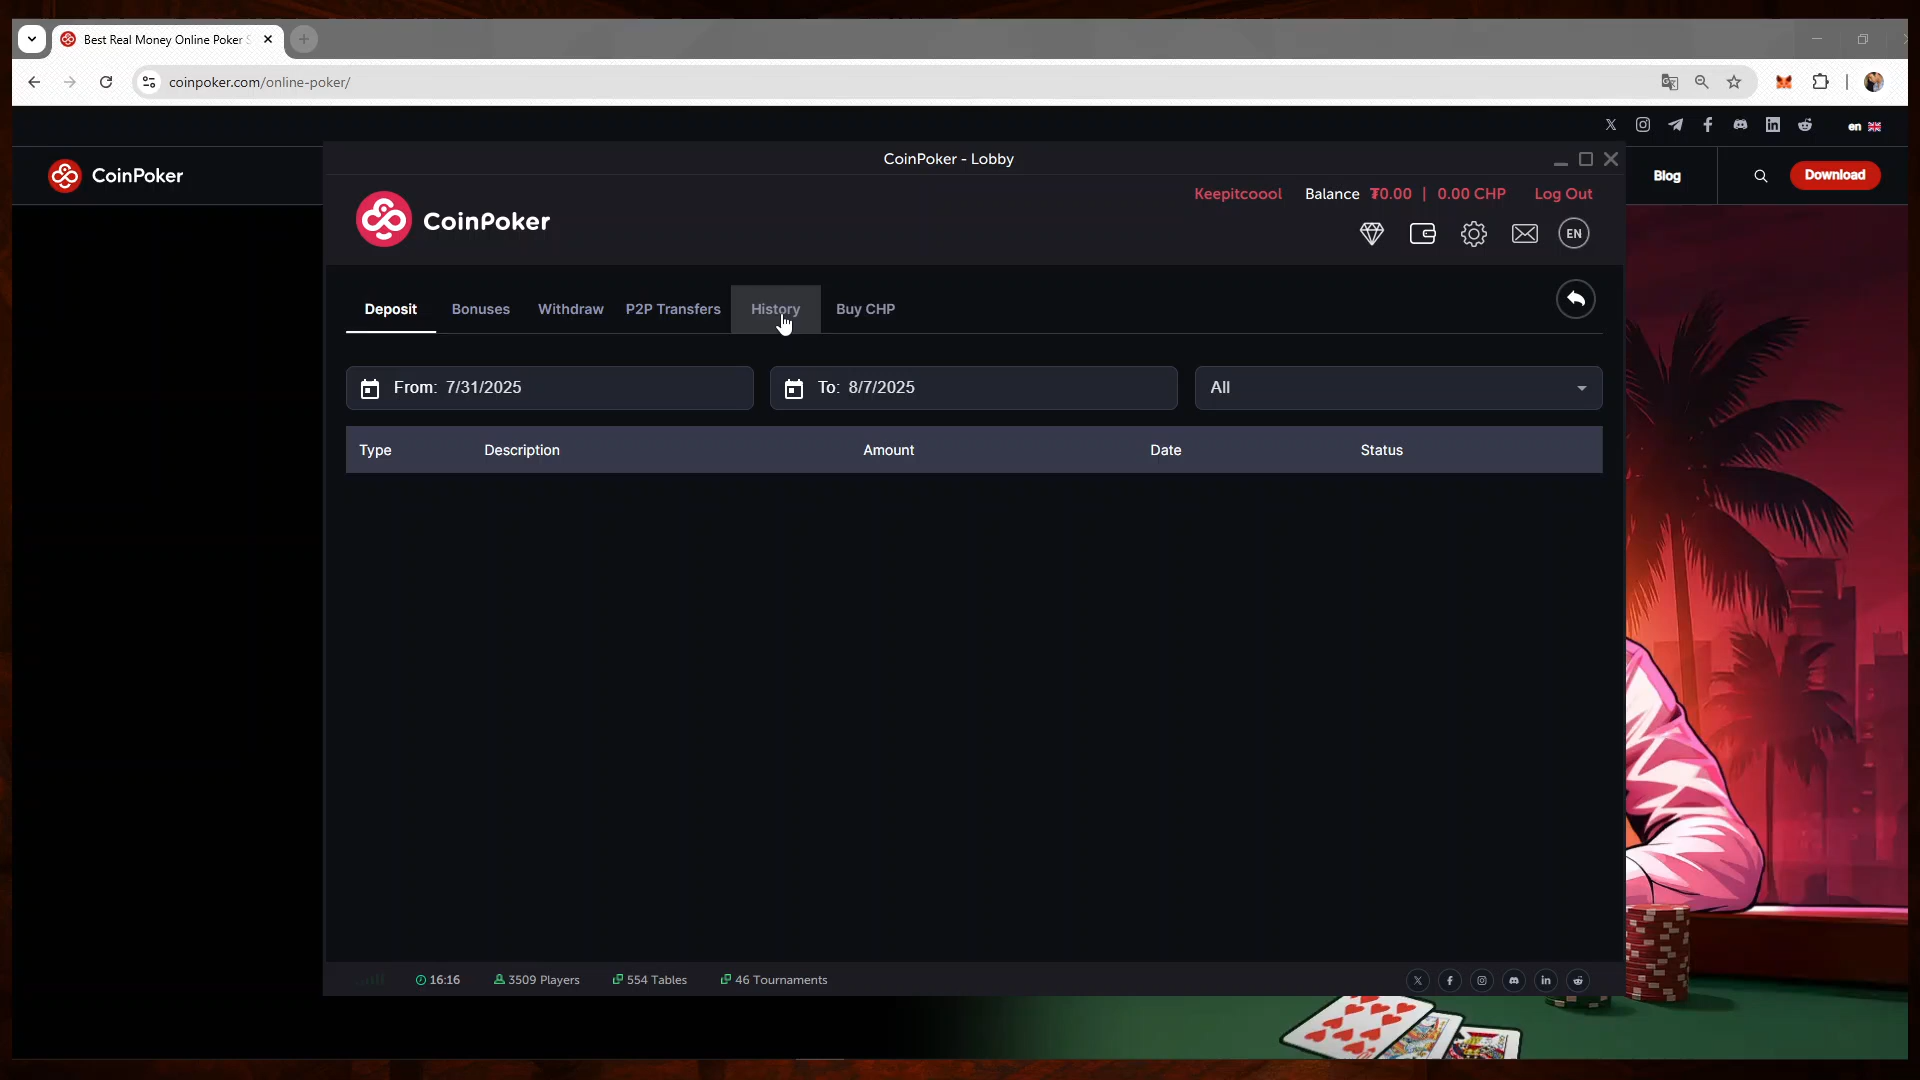 Best Real Money Online Poker S
coinpoker.com/online-poker/
en
CoinPoker
Blog
Download
CoinPoker - Lobby
Keepitcoool Balance ₮0.00 | 0.00 CHP Log Out
CoinPoker
EN
Deposit Bonuses Withdraw P2P Transfers History Buy CHP
From: 7/31/2025 To: 8/7/2025 All
Type Description Amount Date Status
16:16 3509 Players 554 Tables 46 Tournaments